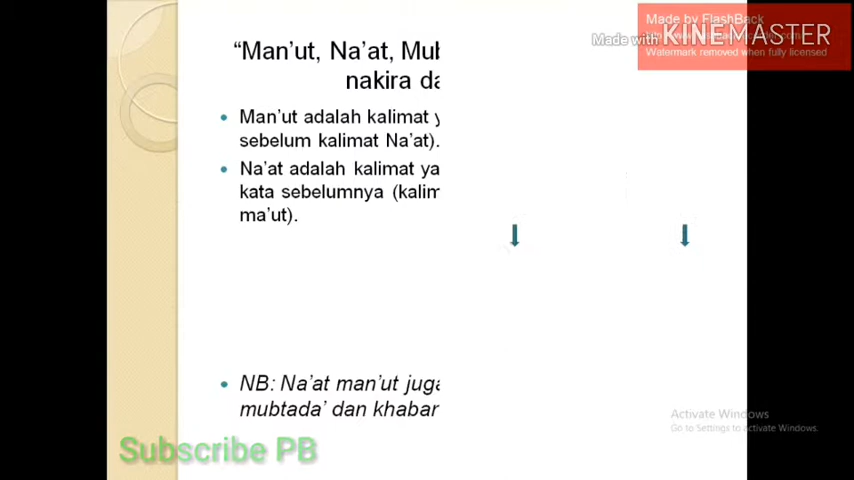 Made by FlashBack
Made with KINEMASTER
Watermark removed when fully licensed
“Man’ut, Na’at, Mub
nakira da
Man’ut adalah kalimat y
sebelum kalimat Na’at).
Na’at adalah kalimat ya
kata sebelumnya (kalim
ma’ut).
NB: Na’at man’ut juga
mubtada’ dan khabar
Activate Windows
Go to Settings to activate Windows.
Subscribe PB